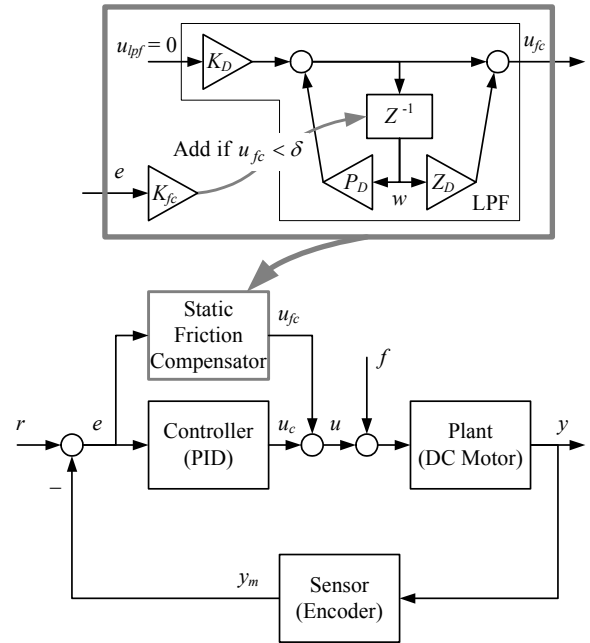 u_lpf = 0
K_D
u_fc
Z⁻¹
Add if u_fc < δ
e
K_fc
P_D
w
Z_D
LPF
Static
Friction
Compensator
u_fc
f
r
e
Controller
(PID)
u_c
u
Plant
(DC Motor)
y
−
y_m
Sensor
(Encoder)